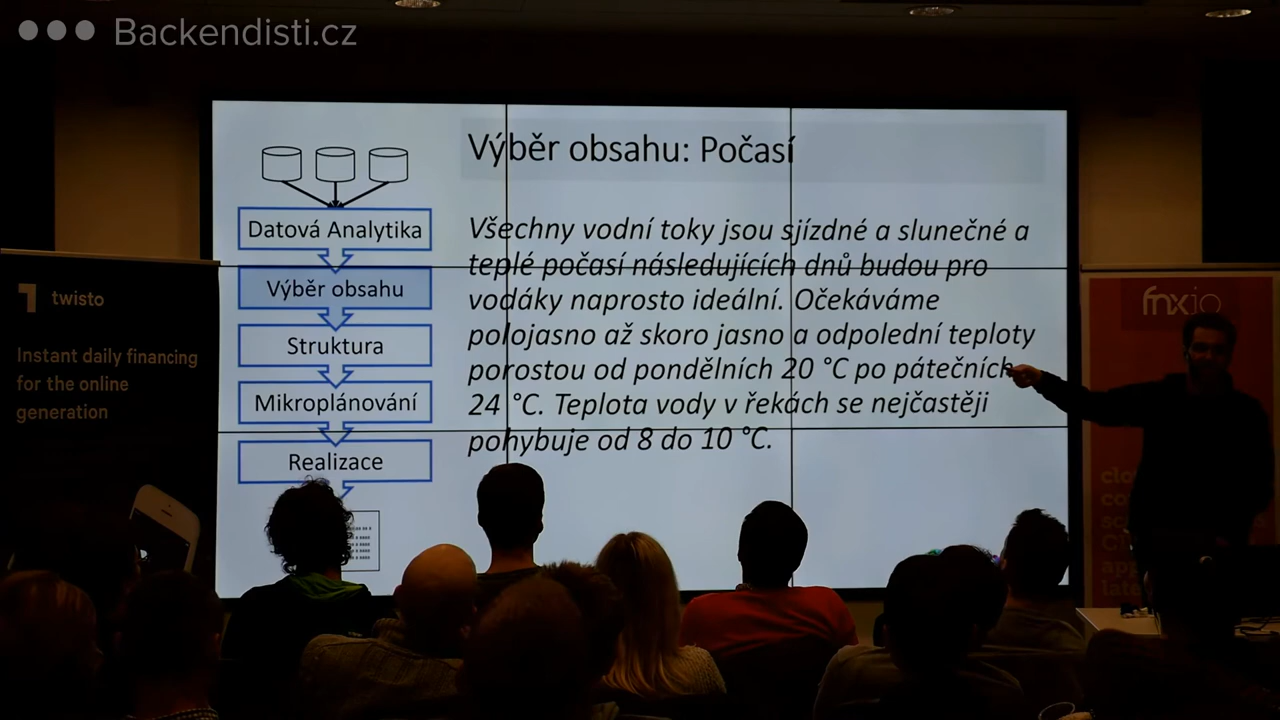 Backendisti.cz
Výběr obsahu: Počasí
Datová Analytika
Výběr obsahu
Struktura
Mikroplánování
Realizace
Všechny vodní toky jsou sjízdné a slunečné a
teplé počasí následujících dnů budou pro
vodáky naprosto ideální. Očekáváme
polojasno až skoro jasno a odpolední teploty
porostou od pondělních 20 °C po pátečních
24 °C. Teplota vody v řekách se nejčastěji
pohybuje od 8 do 10 °C.
twisto
Instant daily financing
for the online
generation
fnxio